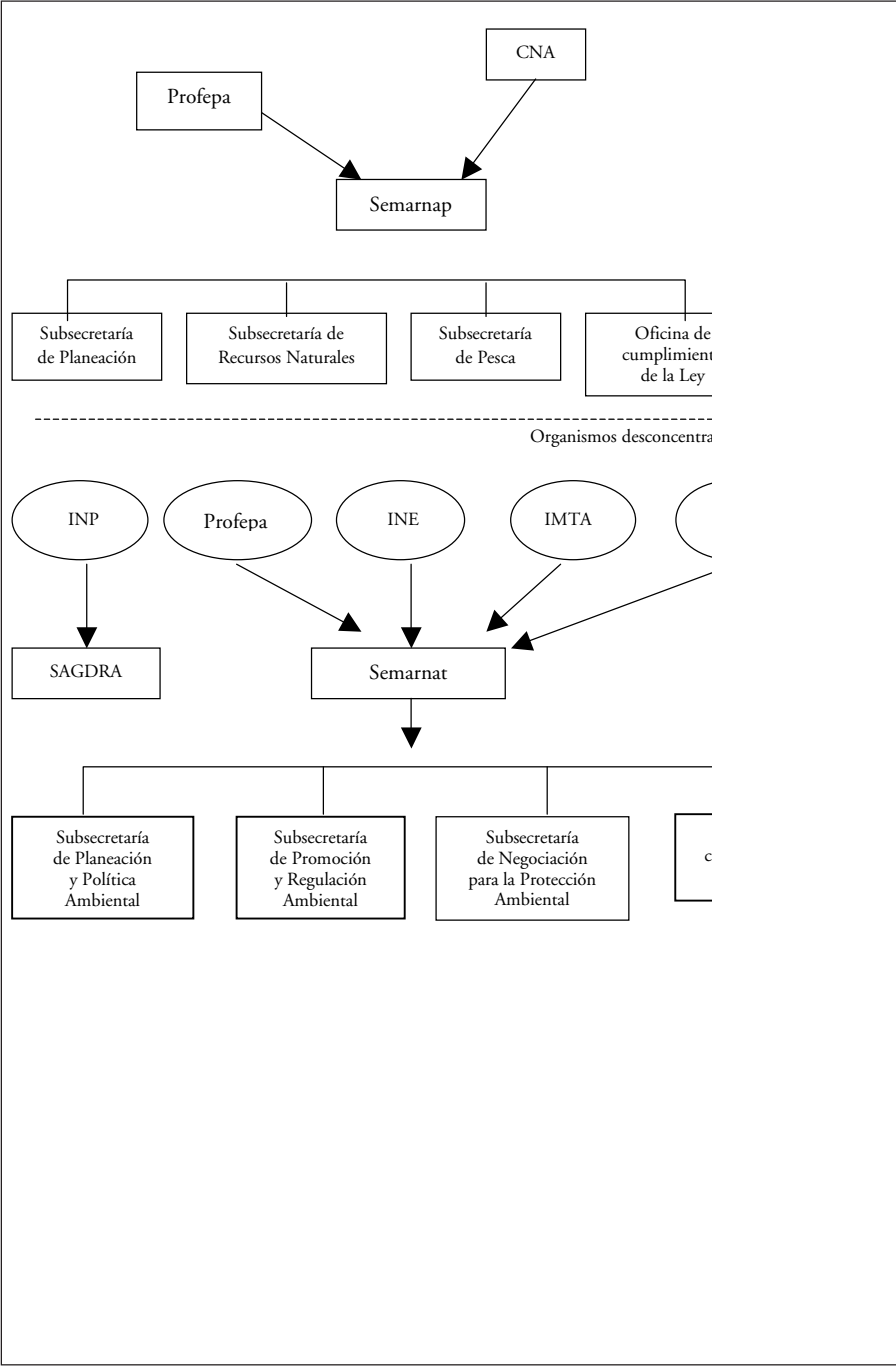 CNA
Profepa
Semarnap
Subsecretaría
de Planeación
Subsecretaría de
Recursos Naturales
Subsecretaría
de Pesca
Oficina de
cumplimient
de la Ley
Organismos desconcentra
INP
Profepa
INE
IMTA
SAGDRA
Semarnat
Subsecretaría
de Planeación
y Política
Ambiental
Subsecretaría
de Promoción
y Regulación
Ambiental
Subsecretaría
de Negociación
para la Protección
Ambiental
c